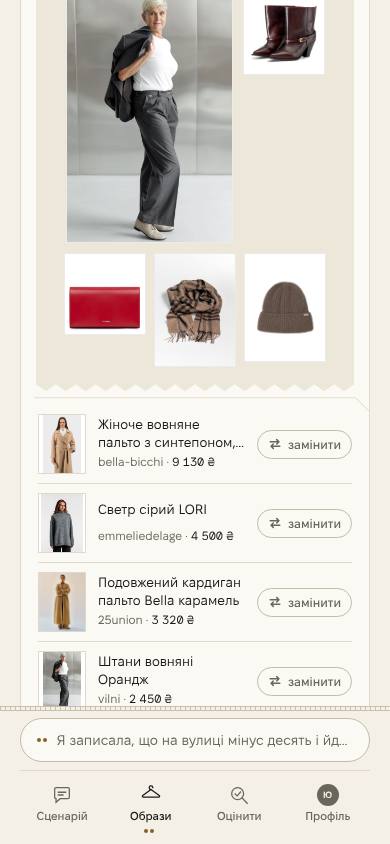 Жіноче вовняне
пальто з синтепоном,...
bella-bicchi · 9 130 ₴
замінити
Светр сірий LORI
emmeliedelage · 4 500 ₴
замінити
Подовжений кардиган
пальто Bella карамель
25union · 3 320 ₴
замінити
Штани вовняні
Орандж
vilni · 2 450 ₴
замінити
Я записала, що на вулиці мінус десять і йд...
Сценарій
Образи
Оцінити
Ю
Профіль